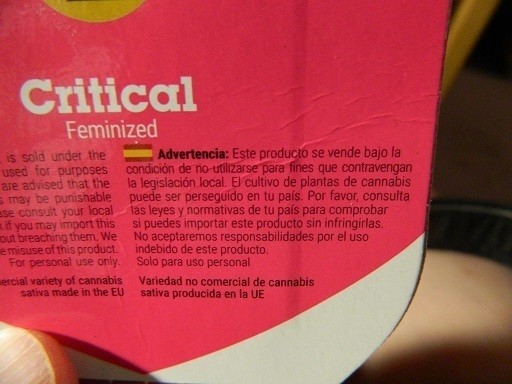 Critical
Feminized
is sold under the
used for purposes
are advised that the
may be punishable
consult your local
if you may import this
out breaching them. We
misuse of this product.
For personal use only.
ercial variety of cannabis
sativa made in the EU
Advertencia: Este producto se vende bajo la
condición de no utilizarse para fines que contravengan
la legislación local. El cultivo de plantas de cannabis
puede ser perseguido en tu país. Por favor, consulta
las leyes y normativas de tu país para comprobar
si puedes importar este producto sin infringirlas.
No aceptaremos responsabilidades por el uso
indebido de este producto.
Solo para uso personal
Variedad no comercial de cannabis
sativa producida en la UE